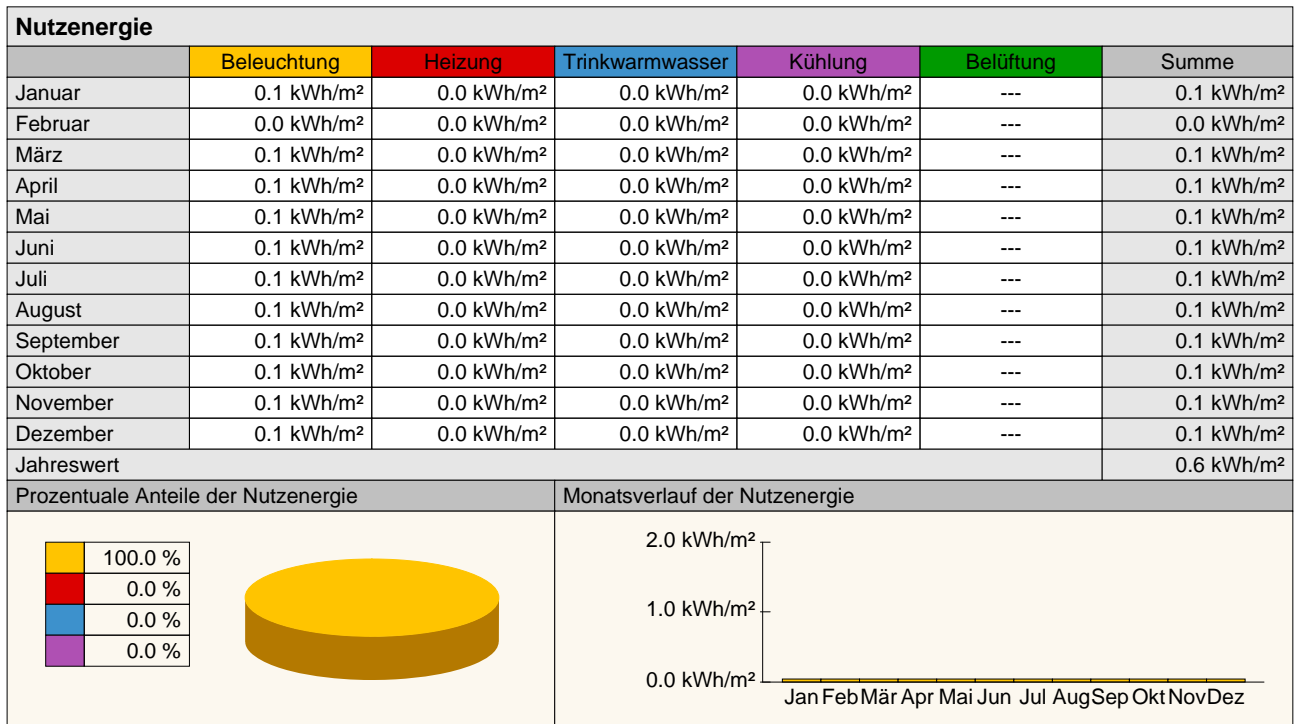 Nutzenergie
Beleuchtung Heizung Trinkwarmwasser Kühlung Belüftung Summe
Januar 0.1 kWh/m² 0.0 kWh/m² 0.0 kWh/m² 0.0 kWh/m² --- 0.1 kWh/m²
Februar 0.0 kWh/m² 0.0 kWh/m² 0.0 kWh/m² 0.0 kWh/m² --- 0.0 kWh/m²
März 0.1 kWh/m² 0.0 kWh/m² 0.0 kWh/m² 0.0 kWh/m² --- 0.1 kWh/m²
April 0.1 kWh/m² 0.0 kWh/m² 0.0 kWh/m² 0.0 kWh/m² --- 0.1 kWh/m²
Mai 0.1 kWh/m² 0.0 kWh/m² 0.0 kWh/m² 0.0 kWh/m² --- 0.1 kWh/m²
Juni 0.1 kWh/m² 0.0 kWh/m² 0.0 kWh/m² 0.0 kWh/m² --- 0.1 kWh/m²
Juli 0.1 kWh/m² 0.0 kWh/m² 0.0 kWh/m² 0.0 kWh/m² --- 0.1 kWh/m²
August 0.1 kWh/m² 0.0 kWh/m² 0.0 kWh/m² 0.0 kWh/m² --- 0.1 kWh/m²
September 0.1 kWh/m² 0.0 kWh/m² 0.0 kWh/m² 0.0 kWh/m² --- 0.1 kWh/m²
Oktober 0.1 kWh/m² 0.0 kWh/m² 0.0 kWh/m² 0.0 kWh/m² --- 0.1 kWh/m²
November 0.1 kWh/m² 0.0 kWh/m² 0.0 kWh/m² 0.0 kWh/m² --- 0.1 kWh/m²
Dezember 0.1 kWh/m² 0.0 kWh/m² 0.0 kWh/m² 0.0 kWh/m² --- 0.1 kWh/m²
Jahreswert 0.6 kWh/m²
Prozentuale Anteile der Nutzenergie
100.0 %
0.0 %
0.0 %
0.0 %
Monatsverlauf der Nutzenergie
2.0 kWh/m²
1.0 kWh/m²
0.0 kWh/m²
Jan Feb Mär Apr Mai Jun Jul Aug Sep Okt Nov Dez